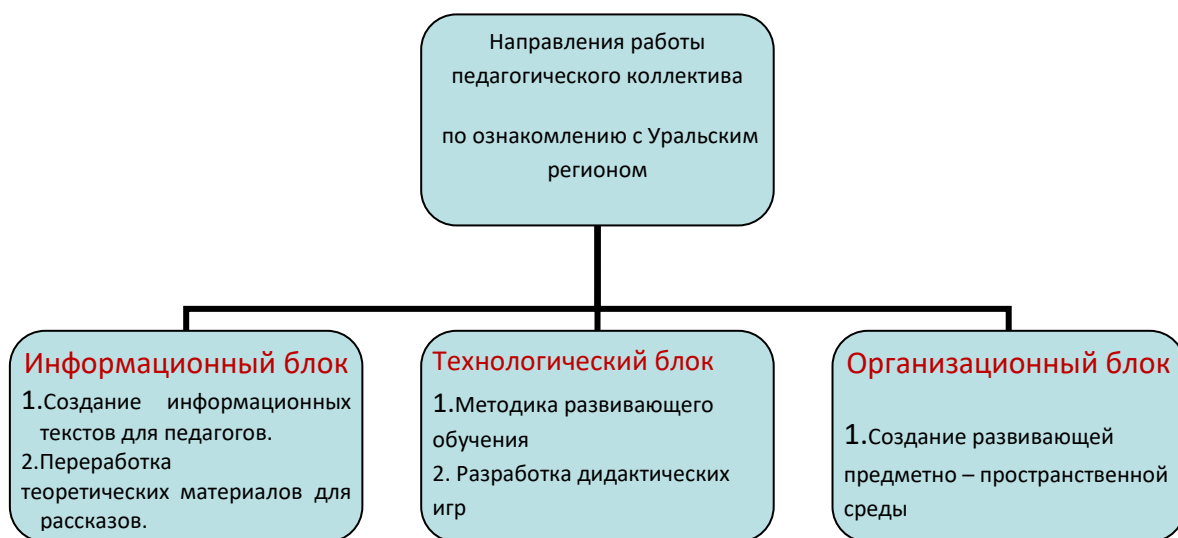 Направления работы
педагогического коллектива
по ознакомлению с Уральским
регионом
Информационный блок
1.Создание информационных
текстов для педагогов.
2.Переработка
теоретических материалов для
рассказов.
Технологический блок
1.Методика развивающего
обучения
2. Разработка дидактических
игр
Организационный блок
1.Создание развивающей
предметно – пространственной
среды